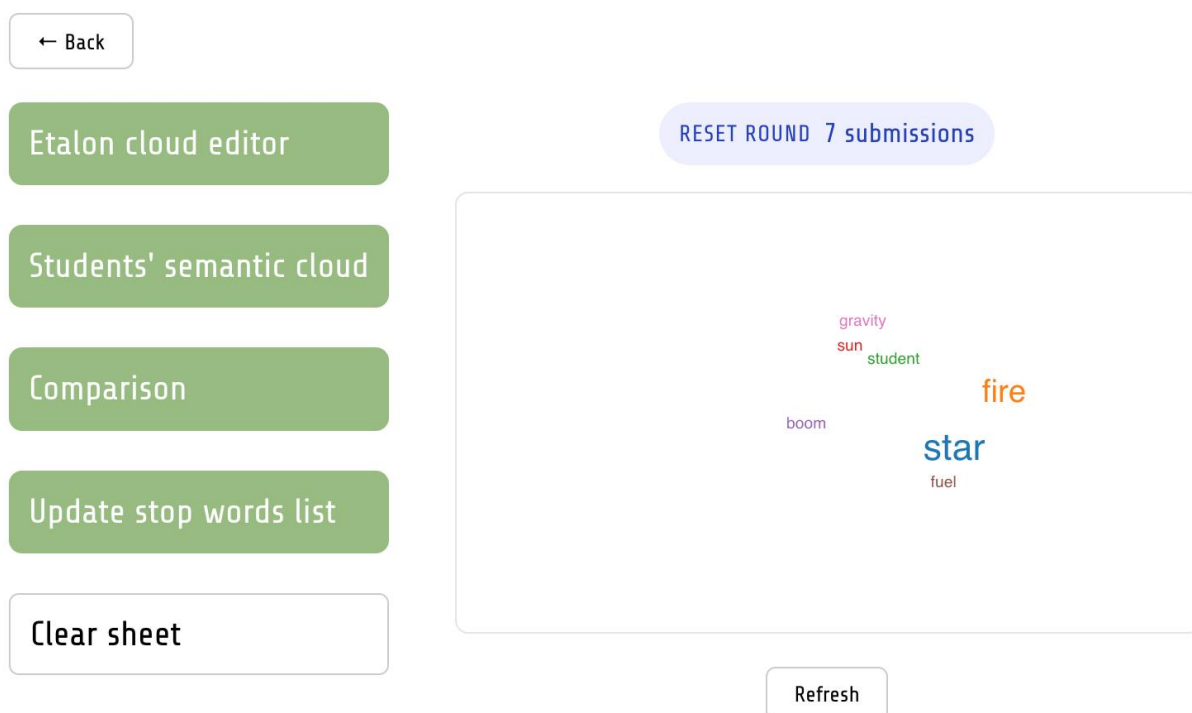 ← Back
Etalon cloud editor
Students' semantic cloud
Comparison
Update stop words list
Clear sheet
RESET ROUND 7 submissions
gravity
sun
student
fire
boom
star
fuel
Refresh